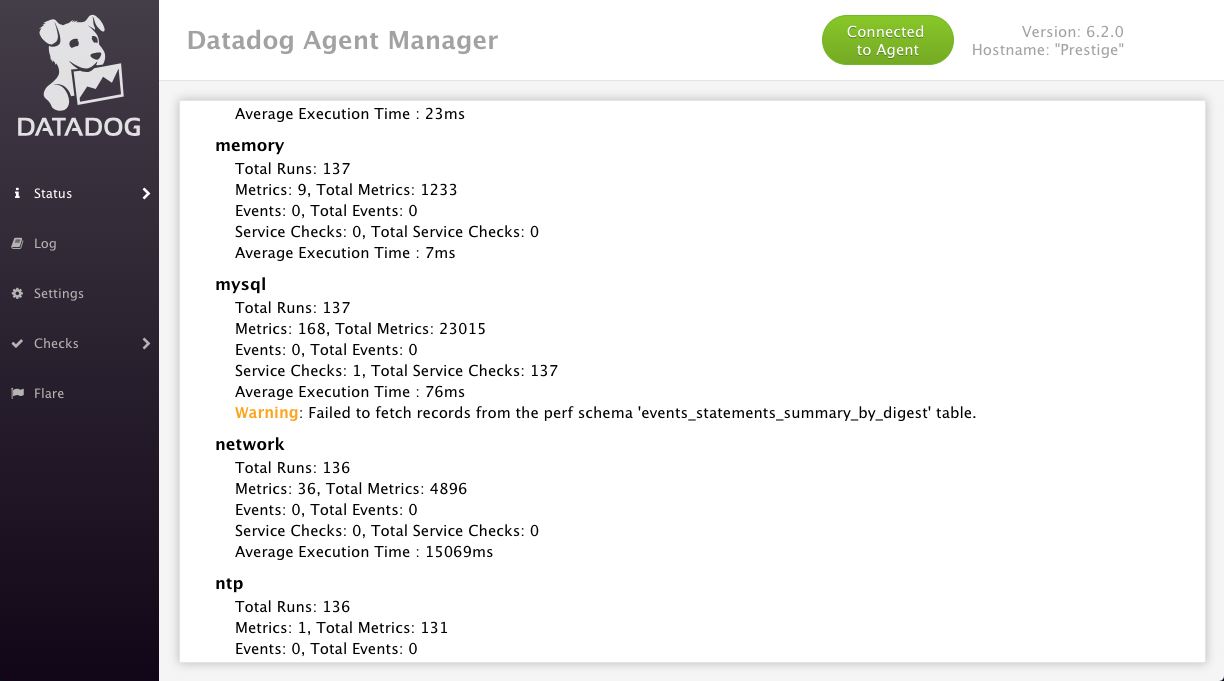 DATADOG
Status
Log
Settings
Checks
Flare
Datadog Agent Manager
Connected
to Agent
Version: 6.2.0
Hostname: "Prestige"
Average Execution Time : 23ms
memory
Total Runs: 137
Metrics: 9, Total Metrics: 1233
Events: 0, Total Events: 0
Service Checks: 0, Total Service Checks: 0
Average Execution Time : 7ms
mysql
Total Runs: 137
Metrics: 168, Total Metrics: 23015
Events: 0, Total Events: 0
Service Checks: 1, Total Service Checks: 137
Average Execution Time : 76ms
Warning: Failed to fetch records from the perf schema 'events_statements_summary_by_digest' table.
network
Total Runs: 136
Metrics: 36, Total Metrics: 4896
Events: 0, Total Events: 0
Service Checks: 0, Total Service Checks: 0
Average Execution Time : 15069ms
ntp
Total Runs: 136
Metrics: 1, Total Metrics: 131
Events: 0, Total Events: 0